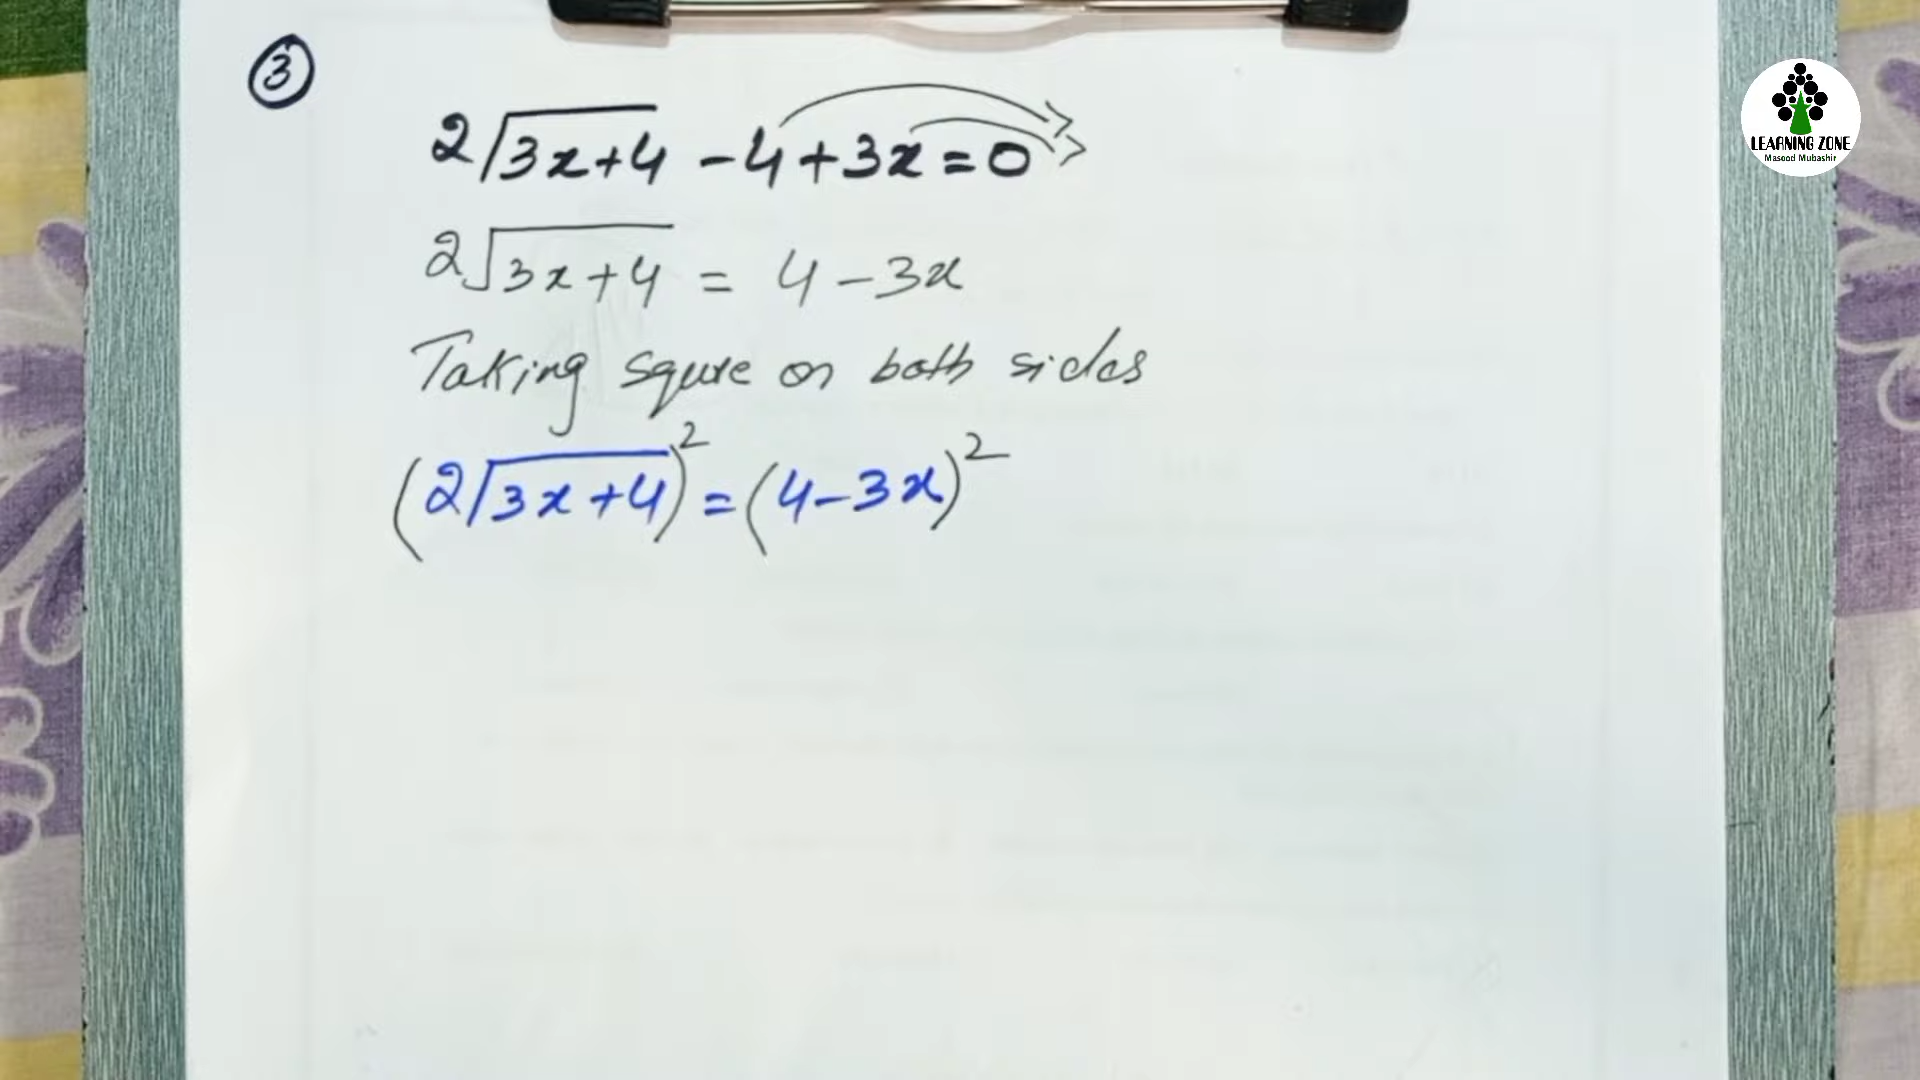 ③
2√(3x+4) -4+3x=0
2√(3x+4) = 4-3x
Taking squre on both sides
(2√(3x+4))² = (4-3x)²
LEARNING ZONE
Masood Mubashir